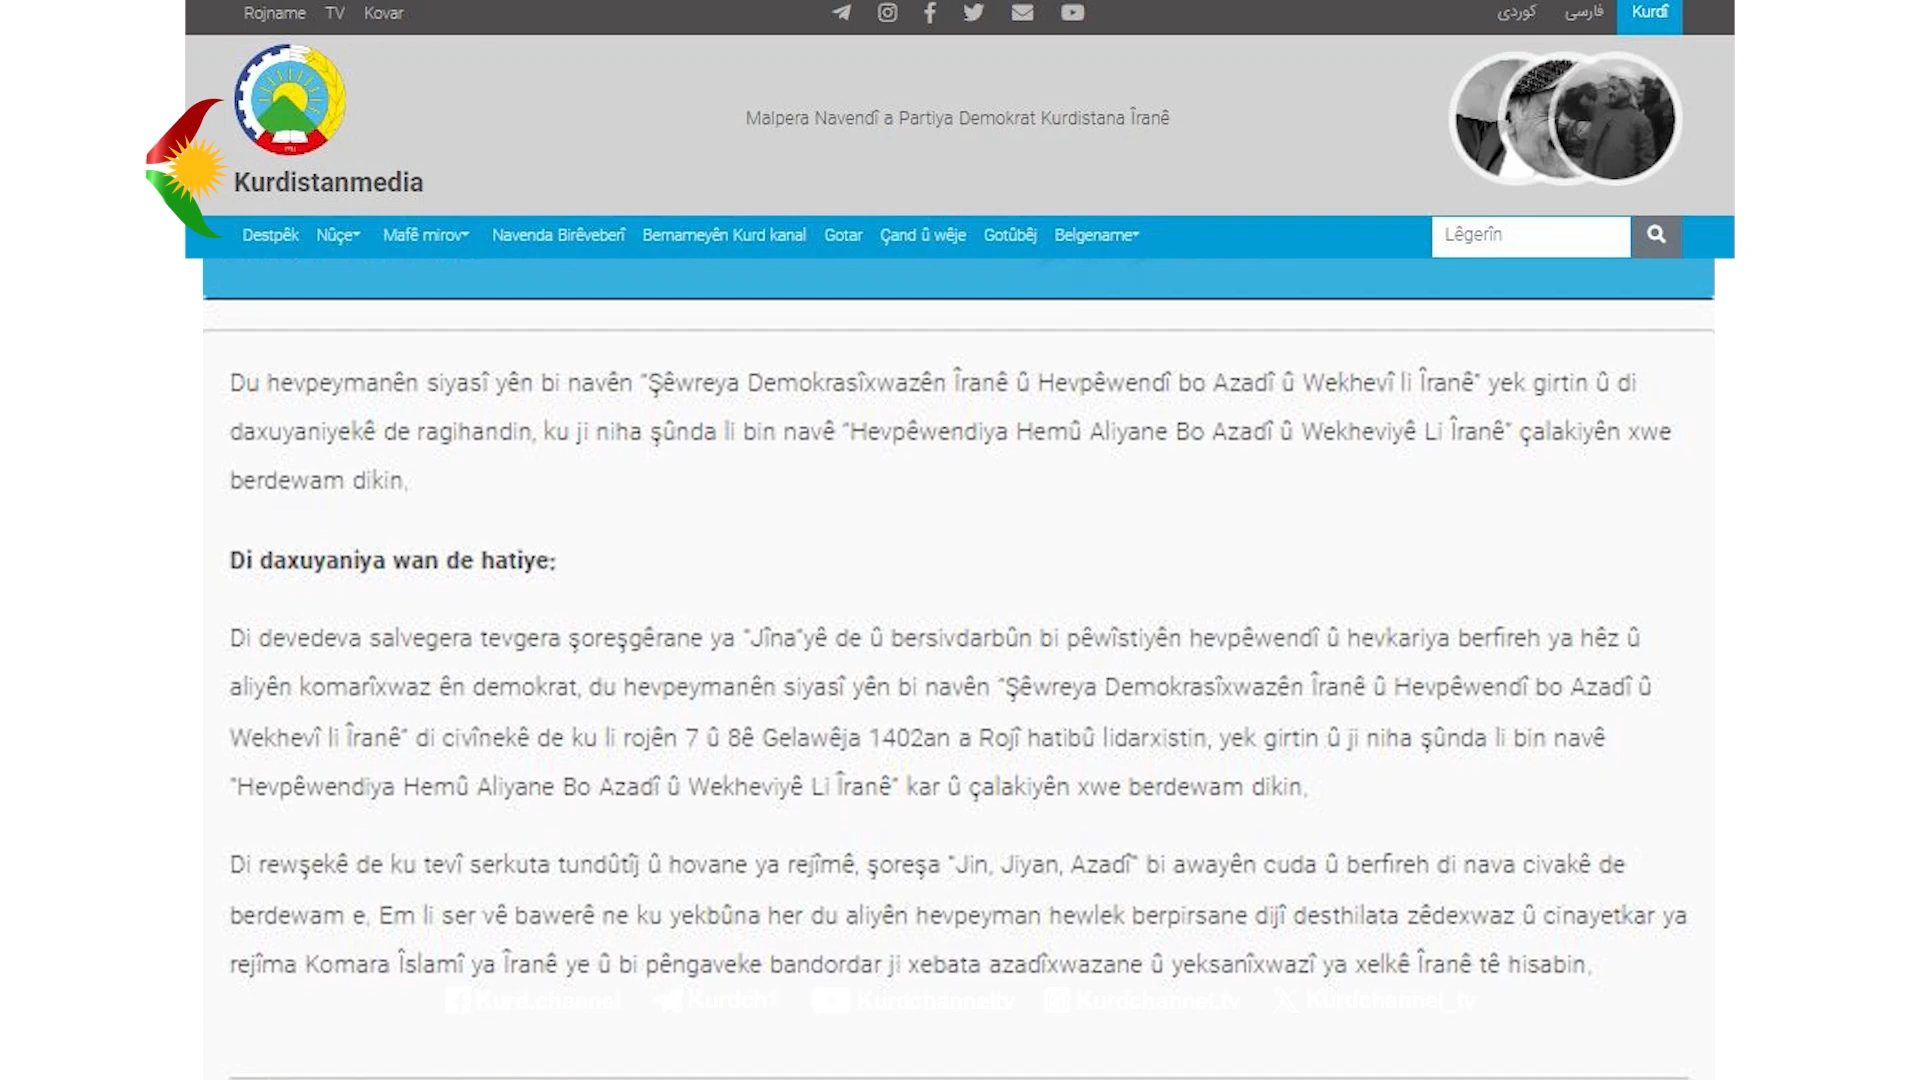 Rojname TV Kovar
كوردی فارسی Kurdî
Malpera Navendî a Partiya Demokrat Kurdistana Îranê
Kurdistanmedia
Destpêk Nûçe Mafê mirov Navenda Birêveberî Bernameyên Kurd kanal Gotar Çand û wêje Gotûbêj Belgename Lêgerîn
Du hevpeymanên siyasî yên bi navên "Şêwreya Demokrasîxwazên Îranê û Hevpêwendî bo Azadî û Wekhevî li Îranê" yek girtin û di
daxuyaniyekê de ragihandin, ku ji niha şûnda li bin navê "Hevpêwendiya Hemû Aliyane Bo Azadî û Wekheviyê Li Îranê" çalakiyên xwe
berdewam dikin.
Di daxuyaniya wan de hatiye:
Di devedeva salvegera tevgera şoreşgêrane ya "Jîna"yê de û bersivdarbûn bi pêwîstiyên hevpêwendî û hevkariya berfireh ya hêz û
aliyên komarîxwaz ên demokrat, du hevpeymanên siyasî yên bi navên "Şêwreya Demokrasîxwazên Îranê û Hevpêwendî bo Azadî û
Wekhevî li Îranê" di civînekê de ku li rojên 7 û 8ê Gelawêja 1402an a Rojî hatibû lidarxistin, yek girtin û ji niha şûnda li bin navê
"Hevpêwendiya Hemû Aliyane Bo Azadî û Wekheviyê Li Îranê" kar û çalakiyên xwe berdewam dikin.
Di rewşekê de ku tevî serkuta tundûtîj û hovane ya rejîmê, şoreşa "Jin, Jiyan, Azadî" bi awayên cuda û berfireh di nava civakê de
berdewam e. Em li ser vê bawerê ne ku yekbûna her du aliyên hevpeyman hewlek berpirsane dijî desthilata zêdexwaz û cinayetkar ya
rejîma Komara Îslamî ya Îranê ye û bi pêngaveke bandordar ji xebata azadîxwazane û yeksanîxwazî ya xelkê Îranê tê hisabin.
Kurd.channel Kurdch1 Kurdchanneltv Kurdchannel.tv Kurdchannel_tv